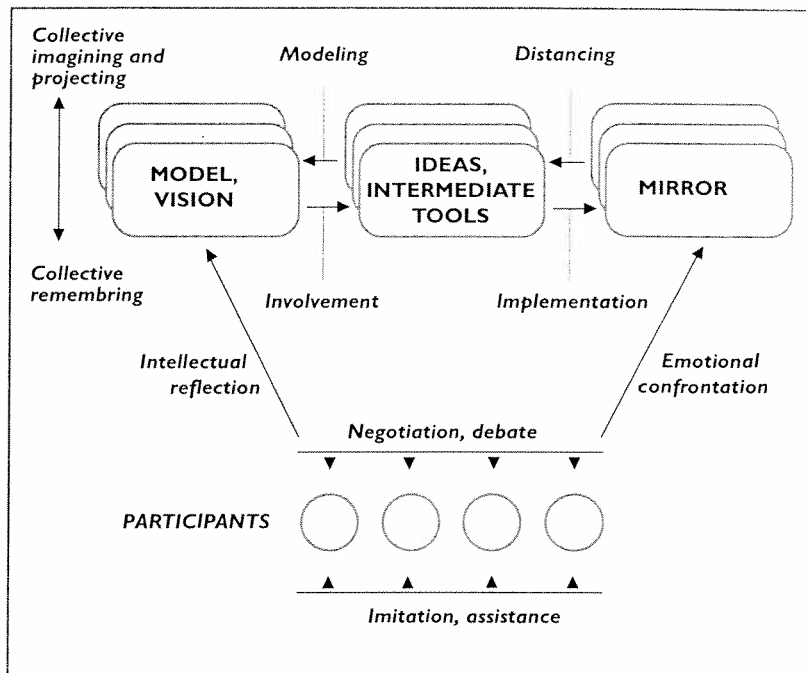 Collective
imagining and
projecting
Modeling
Distancing
MODEL,
VISION
IDEAS,
INTERMEDIATE
TOOLS
MIRROR
Collective
remembring
Involvement
Implementation
Intellectual
reflection
Emotional
confrontation
Negotiation, debate
PARTICIPANTS
Imitation, assistance